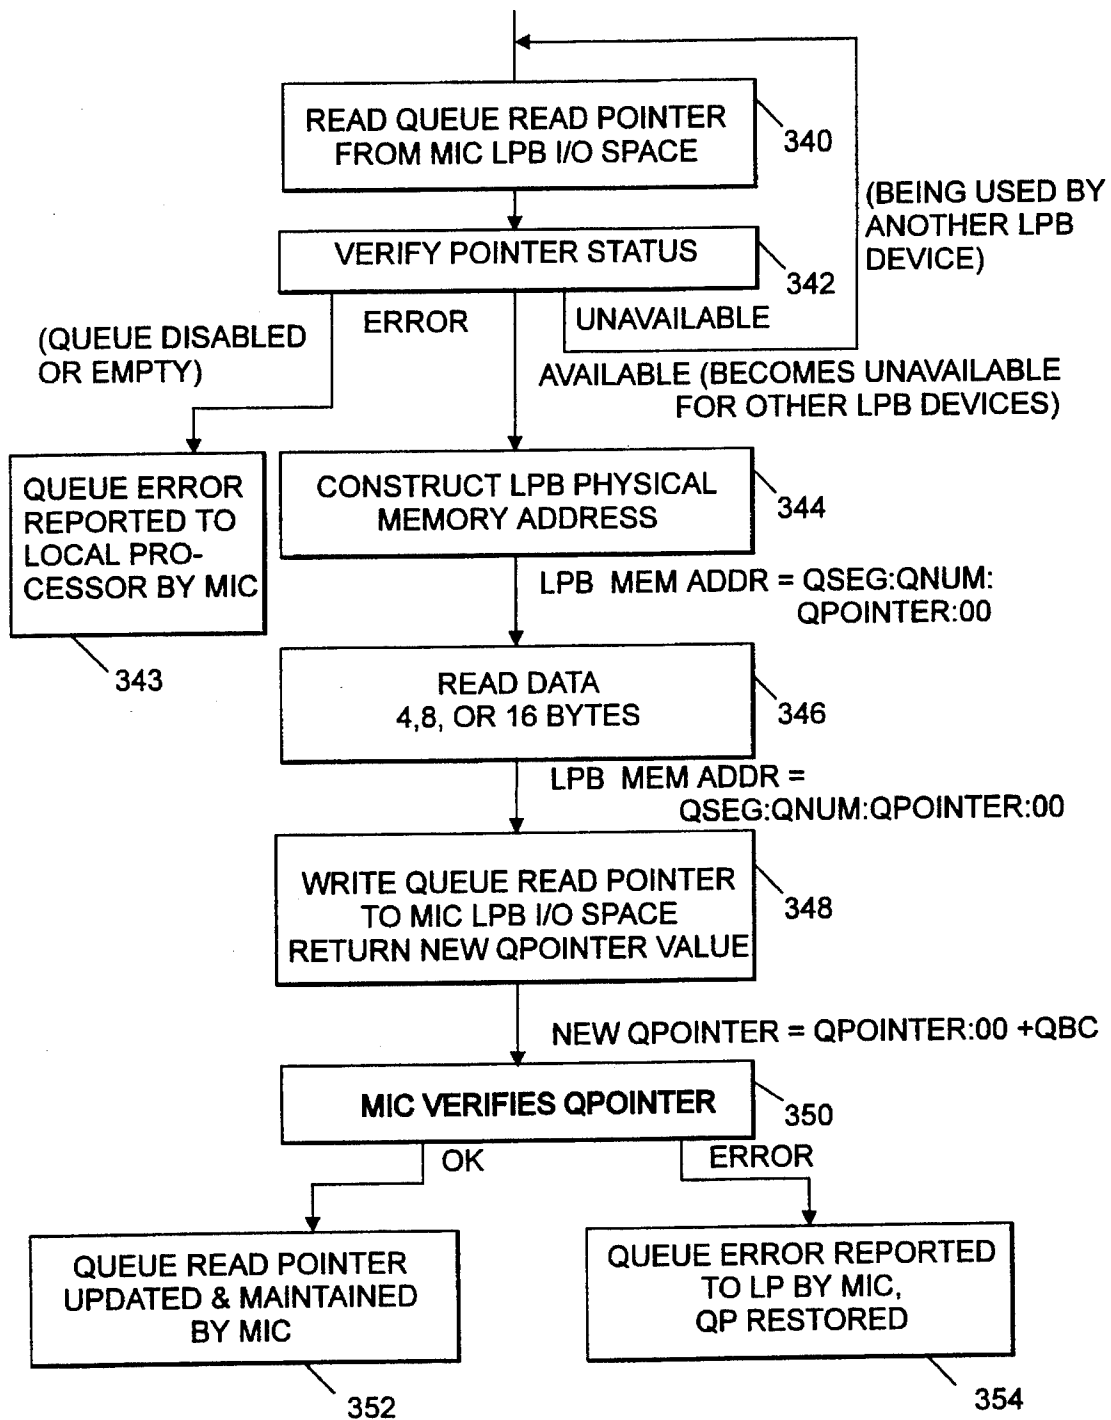 READ QUEUE READ POINTER
FROM MIC LPB I/O SPACE
340
(BEING USED BY
ANOTHER LPB
DEVICE)
VERIFY POINTER STATUS
342
(QUEUE DISABLED
OR EMPTY)
ERROR
UNAVAILABLE
AVAILABLE (BECOMES UNAVAILABLE
FOR OTHER LPB DEVICES)
QUEUE ERROR
REPORTED TO
LOCAL PRO-
CESSOR BY MIC
343
CONSTRUCT LPB PHYSICAL
MEMORY ADDRESS
344
LPB MEM ADDR = QSEG:QNUM:
QPOINTER:00
READ DATA
4,8, OR 16 BYTES
346
LPB MEM ADDR =
QSEG:QNUM:QPOINTER:00
WRITE QUEUE READ POINTER
TO MIC LPB I/O SPACE
RETURN NEW QPOINTER VALUE
348
NEW QPOINTER = QPOINTER:00 +QBC
MIC VERIFIES QPOINTER
350
OK
ERROR
QUEUE READ POINTER
UPDATED & MAINTAINED
BY MIC
352
QUEUE ERROR REPORTED
TO LP BY MIC,
QP RESTORED
354